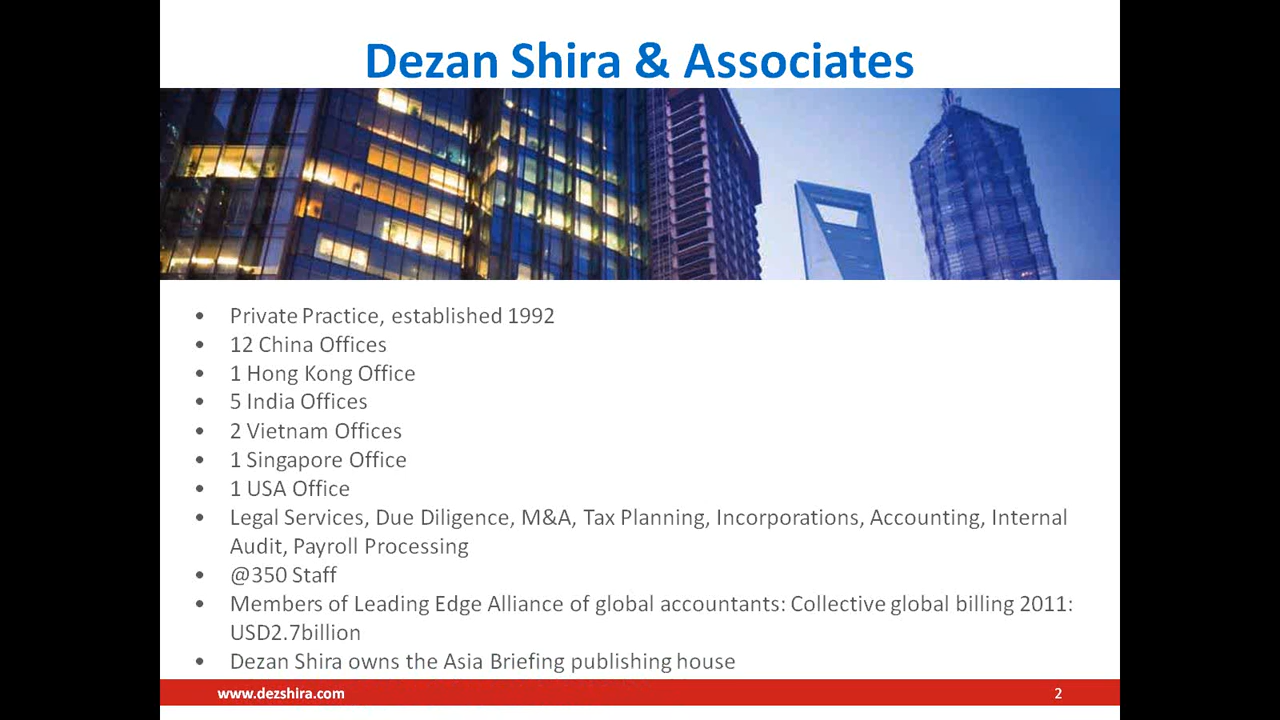 Dezan Shira & Associates
• Private Practice, established 1992
• 12 China Offices
• 1 Hong Kong Office
• 5 India Offices
• 2 Vietnam Offices
• 1 Singapore Office
• 1 USA Office
• Legal Services, Due Diligence, M&A, Tax Planning, Incorporations, Accounting, Internal
Audit, Payroll Processing
• @350 Staff
• Members of Leading Edge Alliance of global accountants: Collective global billing 2011:
USD2.7billion
• Dezan Shira owns the Asia Briefing publishing house
www.dezshira.com
2